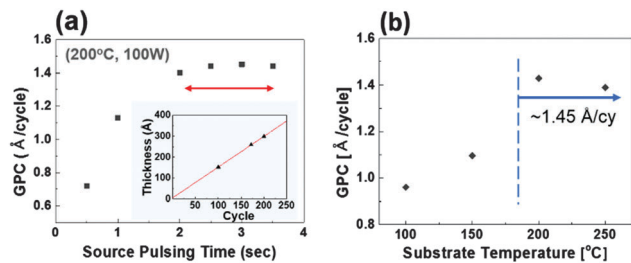 (a)
(200°C, 100W)
GPC ( Å /cycle)
1.6
1.4
1.2
1.0
0.8
0.6
0 1 2 3 4
Source Pulsing Time (sec)
Thickness (Å)
400
300
200
100
0
50 100 150 200 250
Cycle
(b)
GPC [ Å /cycle]
1.6
1.4
1.2
1.0
0.8
~1.45 Å/cy
100 150 200 250
Substrate Temperature [°C]